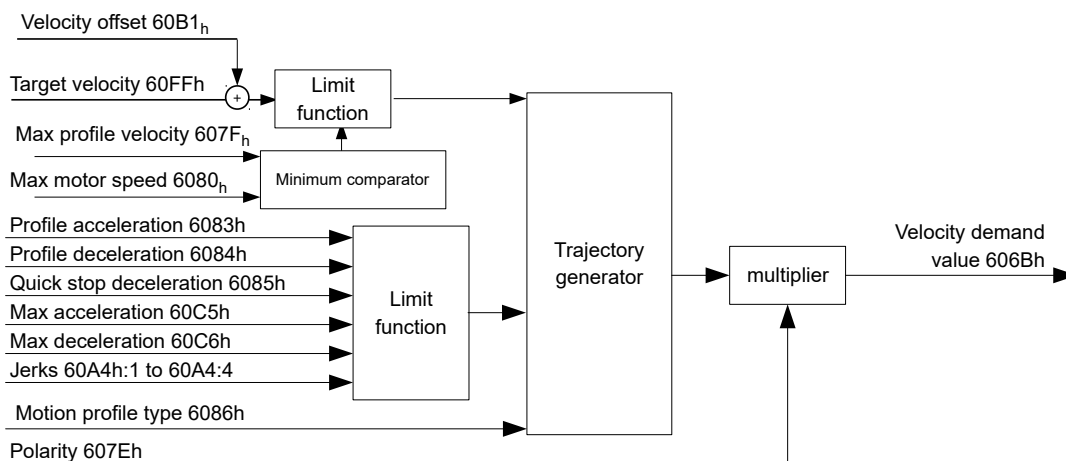 Velocity offset 60B1h
Target velocity 60FFh
+
Limit
function
Max profile velocity 607Fh
Max motor speed 6080h
Minimum comparator
Profile acceleration 6083h
Profile deceleration 6084h
Quick stop deceleration 6085h
Max acceleration 60C5h
Max deceleration 60C6h
Jerks 60A4h:1 to 60A4:4
Limit
function
Motion profile type 6086h
Polarity 607Eh
Trajectory
generator
multiplier
Velocity demand
value 606Bh